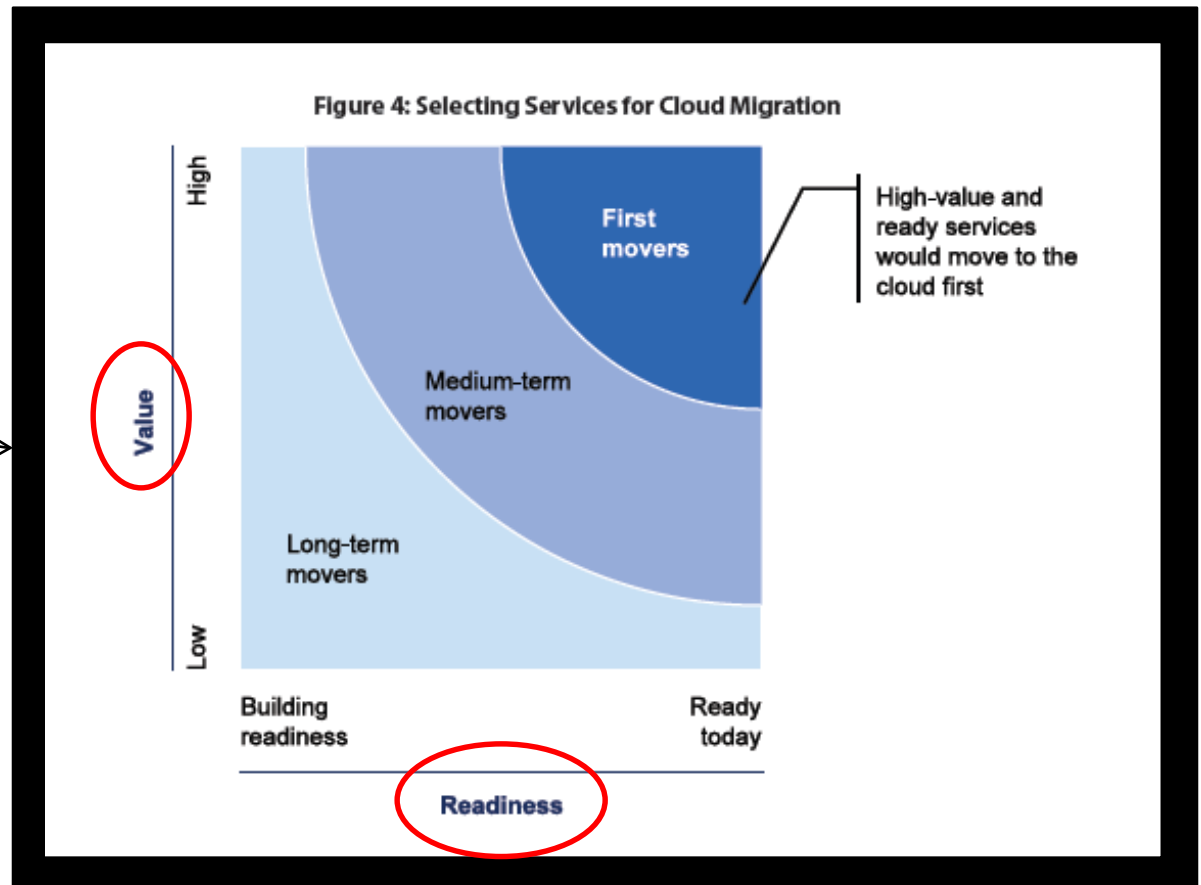 Figure 4: Selecting Services for Cloud Migration
High
First
movers
High-value and
ready services
would move to the
cloud first
Medium-term
movers
Value
Long-term
movers
Low
Building
readiness
Ready
today
Readiness